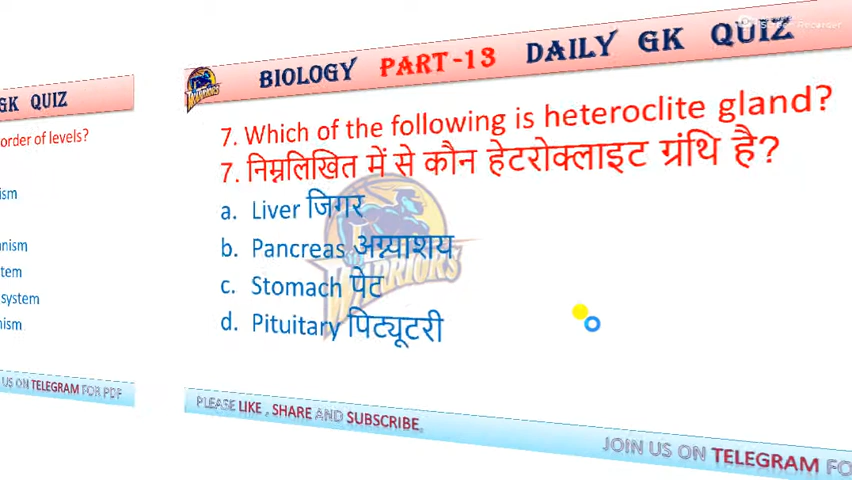 GK QUIZ
order of levels?
ism
anism
tem
system
nism
US ON TELEGRAM FOR PDF
BIOLOGY PART-13 DAILY GK QUIZ
7. Which of the following is heteroclite gland?
7. निम्नलिखित में से कौन हेटरोक्लाइट ग्रंथि है?
a. Liver जिगर
b. Pancreas अग्न्याशय
c. Stomach पेट
d. Pituitary पिट्यूटरी
WARRIORS
PLEASE LIKE , SHARE AND SUBSCRIBE.
JOIN US ON TELEGRAM FO